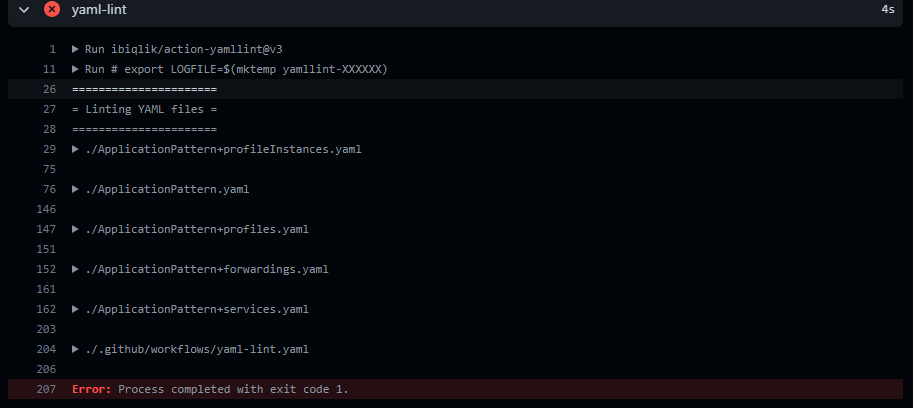 yaml-lint 4s
1 Run ibiqlik/action-yamllint@v3
11 Run # export LOGFILE=$(mktemp yamllint-XXXXXX)
26 ======================
27 = Linting YAML files =
28 ======================
29 ./ApplicationPattern+profileInstances.yaml
75
76 ./ApplicationPattern.yaml
146
147 ./ApplicationPattern+profiles.yaml
151
152 ./ApplicationPattern+forwardings.yaml
161
162 ./ApplicationPattern+services.yaml
203
204 ./.github/workflows/yaml-lint.yaml
206
207 Error: Process completed with exit code 1.